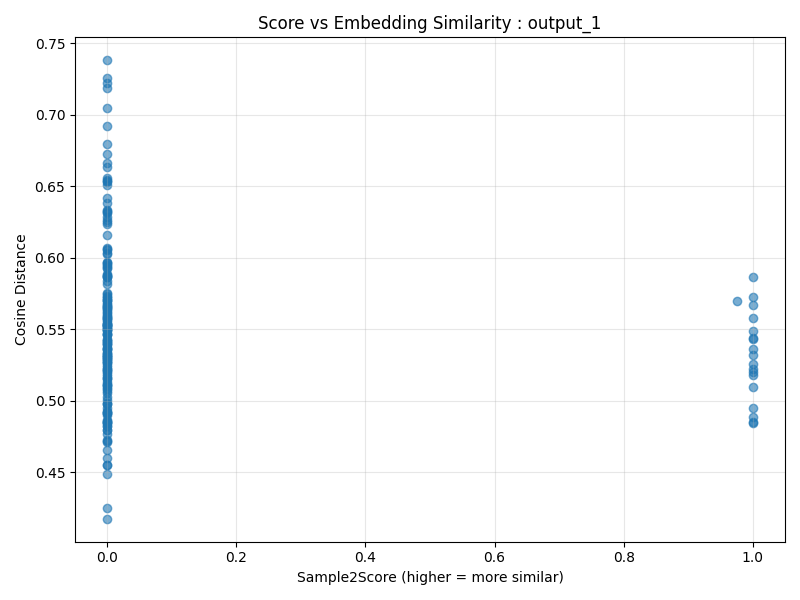 Score vs Embedding Similarity : output_1
Cosine Distance
0.75
0.70
0.65
0.60
0.55
0.50
0.45
0.0 0.2 0.4 0.6 0.8 1.0
Sample2Score (higher = more similar)